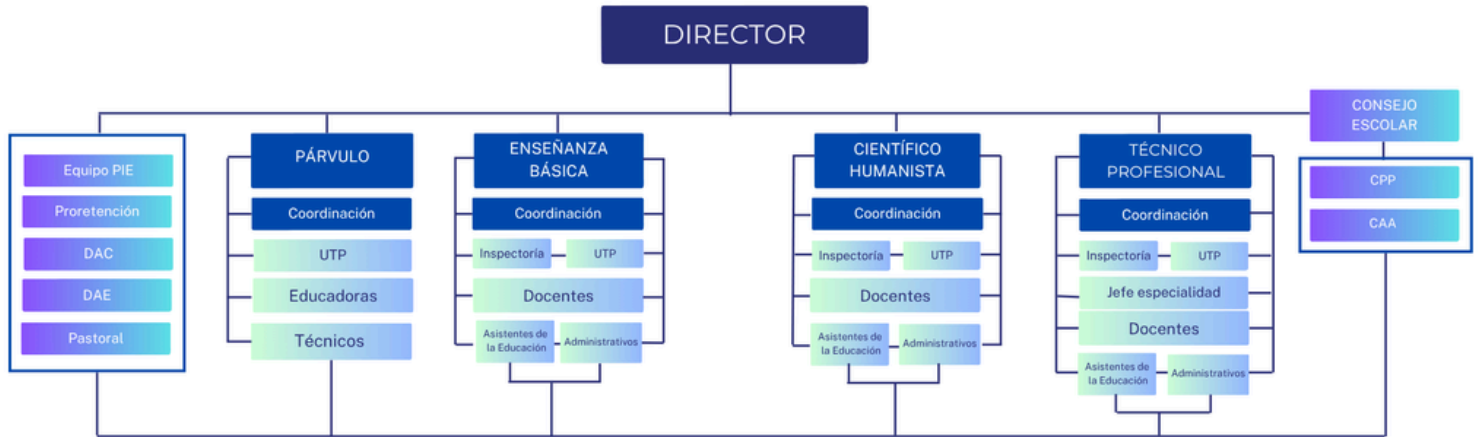 DIRECTOR
CONSEJO
ESCOLAR
Equipo PIE
Proretención
DAC
DAE
Pastoral
PÁRVULO
Coordinación
UTP
Educadoras
Técnicos
ENSEÑANZA
BÁSICA
Coordinación
Inspectoría
UTP
Docentes
Asistentes de
la Educación
Administrativos
CIENTÍFICO
HUMANISTA
Coordinación
Inspectoría
UTP
Docentes
Asistentes de
la Educación
Administrativos
TÉCNICO
PROFESIONAL
Coordinación
Inspectoría
UTP
Jefe especialidad
Docentes
Asistentes de
la Educación
Administrativos
CPP
CAA